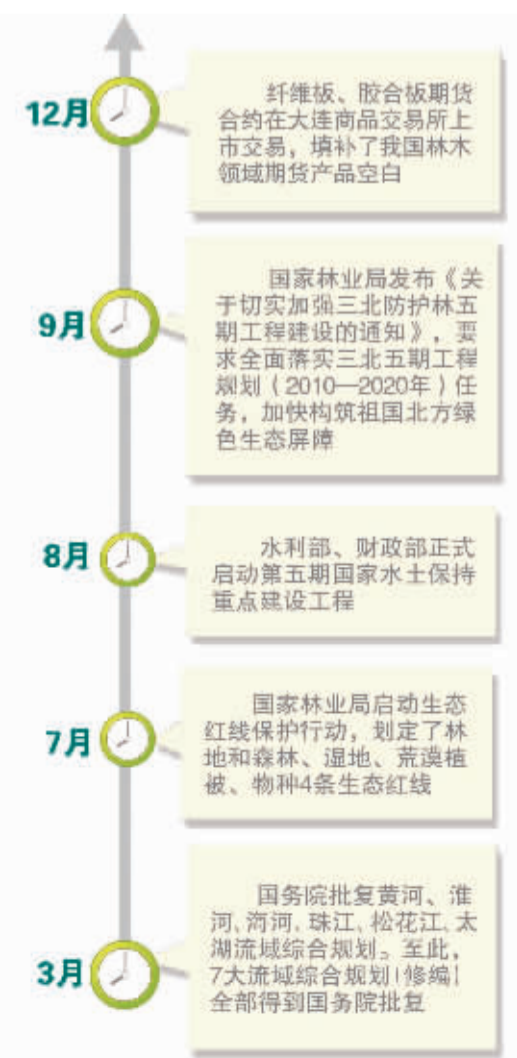 12月
纤维板、胶合板期货
合约在大连商品交易所上
市交易，填补了我国林木
领域期货产品空白
9月
国家林业局发布《关
于切实加强三北防护林五
期工程建设的通知》，要
求全面落实三北五期工程
规划（2010—2020年）任
务，加快构筑祖国北方绿
色生态屏障
8月
水利部、财政部正式
启动第五期国家水土保持
重点建设工程
7月
国家林业局启动生态
红线保护行动，划定了林
地和森林、湿地、荒漠植
被、物种4条生态红线
3月
国务院批复黄河、淮
河、海河、珠江、松花江、太
湖流域综合规划。至此，
7大流域综合规划（修编）
全部得到国务院批复